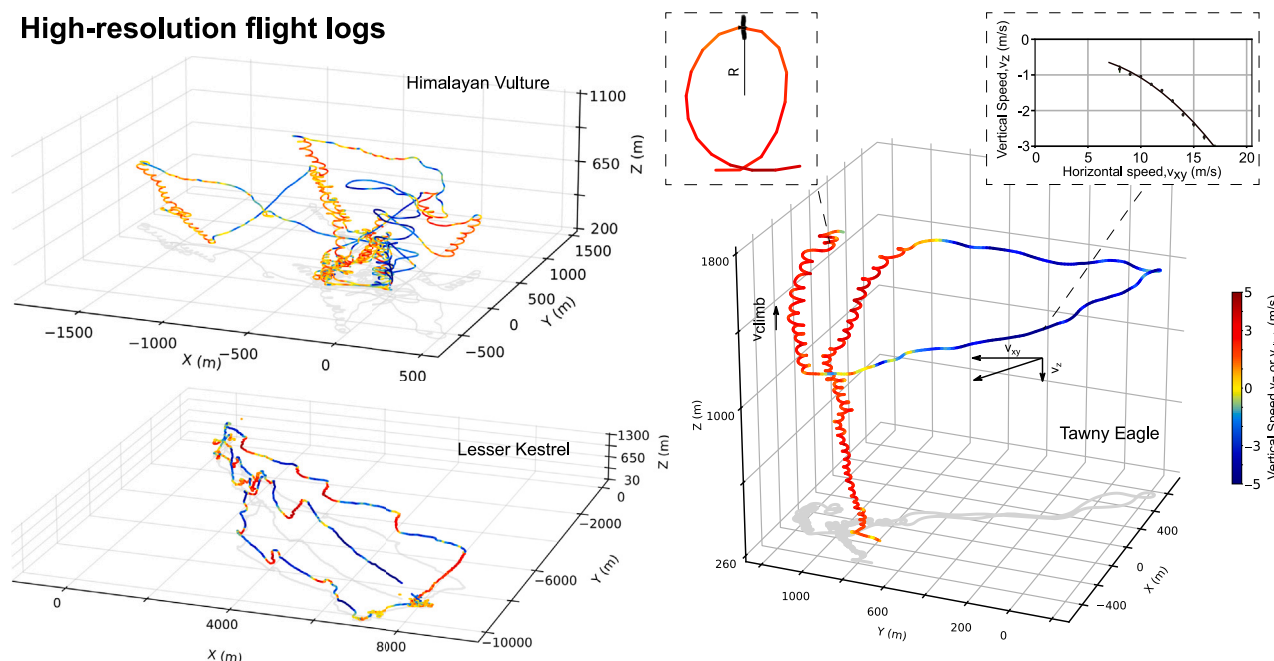 High-resolution flight logs
Himalayan Vulture
1100
650
200
Z (m)
1500
1000
500
0
−500
Y (m)
−1500
−1000
−500
0
500
X (m)
Lesser Kestrel
1300
650
30
Z (m)
0
−2000
−6000
−10000
Y (m)
0
4000
8000
X (m)
R
Vertical Speed,vz (m/s)
0
-1
-2
-3
0
5
10
15
20
Horizontal speed,vxy (m/s)
1800
1000
260
Z (m)
vclimb
vxy
vz
Tawny Eagle
1000
600
200
0
Y (m)
400
0
−400
X (m)
5
3
0
−3
−5
Vertical Speed (m/s)